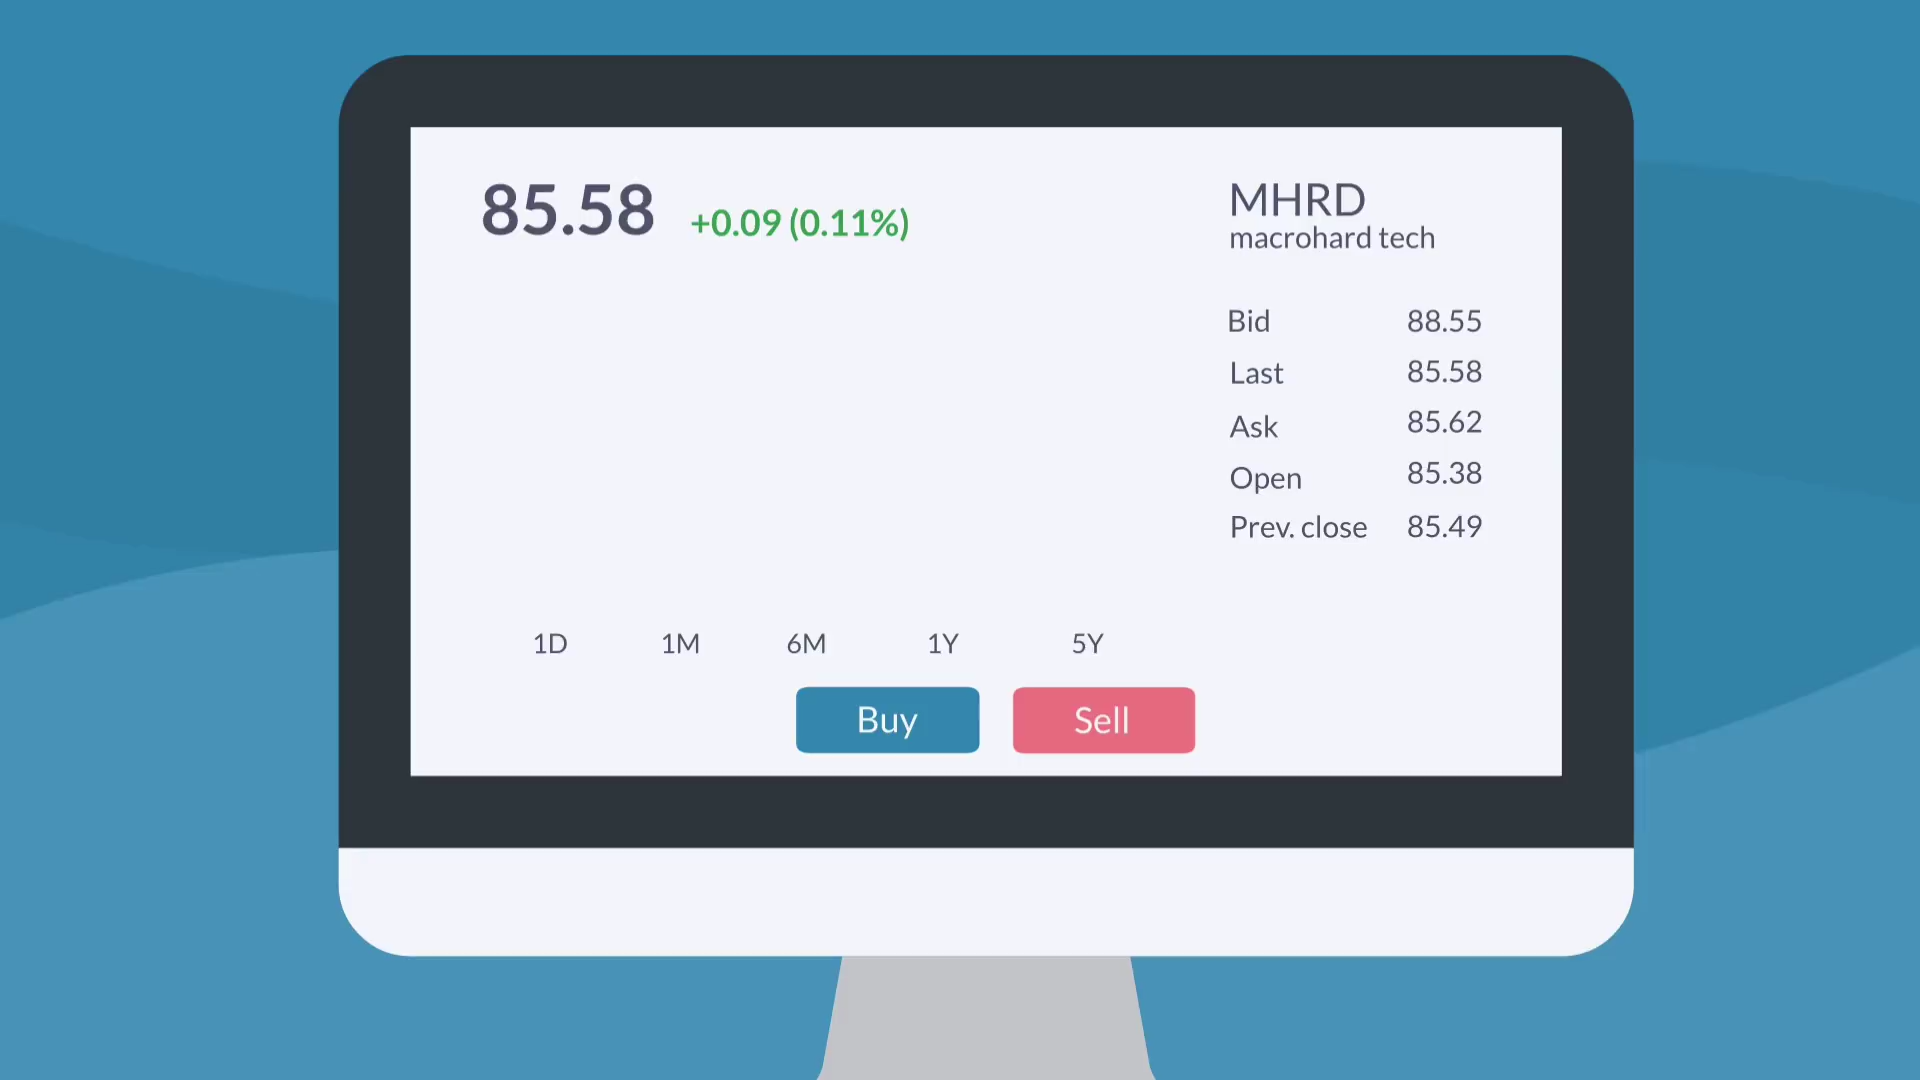 85.58 +0.09 (0.11%)
MHRD
macrohard tech
Bid 88.55
Last 85.58
Ask 85.62
Open 85.38
Prev. close 85.49
1D 1M 6M 1Y 5Y
Buy Sell